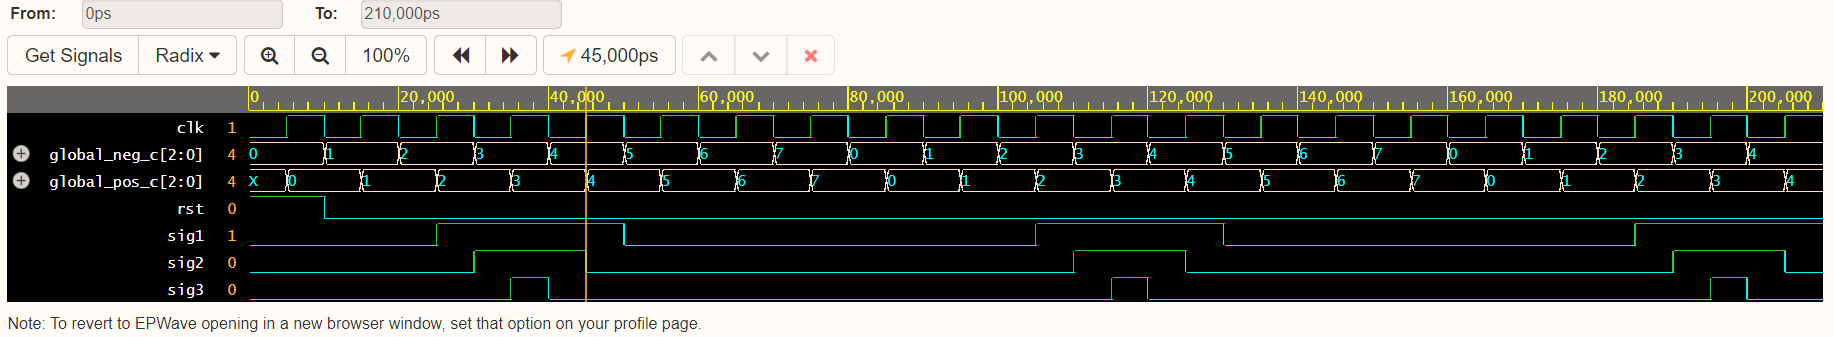 From: 0ps To: 210,000ps
Get Signals Radix 100% 45,000ps
0 20,000 40,000 60,000 80,000 100,000 120,000 140,000 160,000 180,000 200,000
clk 1
global_neg_c[2:0] 4 0 1 2 3 4 5 6 7 0 1 2 3 4 5 6 7 0 1 2 3 4
global_pos_c[2:0] 4 X 0 1 2 3 4 5 6 7 0 1 2 3 4 5 6 7 0 1 2 3 4
rst 0
sig1 1
sig2 0
sig3 0
Note: To revert to EPWave opening in a new browser window, set that option on your profile page.